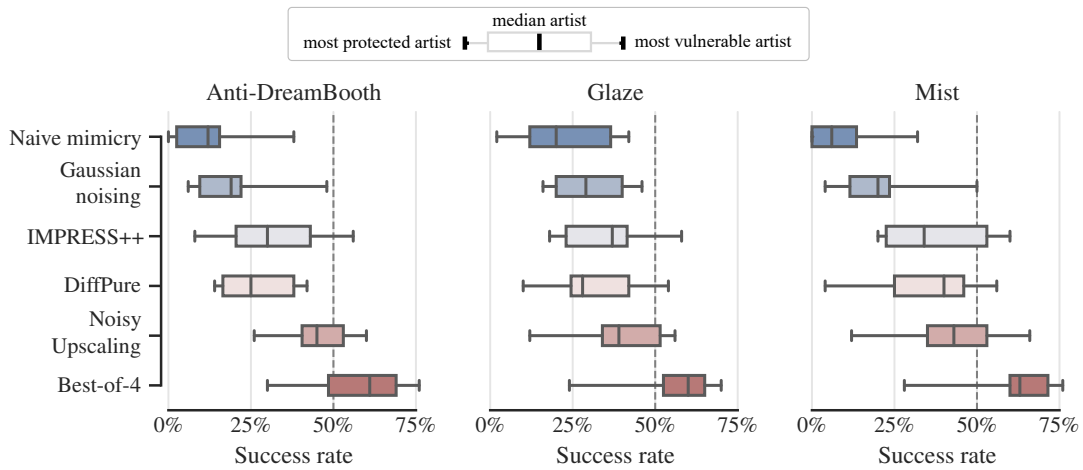 median artist
most protected artist
most vulnerable artist
Anti-DreamBooth
Glaze
Mist
Naive mimicry
Gaussian
noising
IMPRESS++
DiffPure
Noisy
Upscaling
Best-of-4
0% 25% 50% 75%
0% 25% 50% 75%
0% 25% 50% 75%
Success rate
Success rate
Success rate